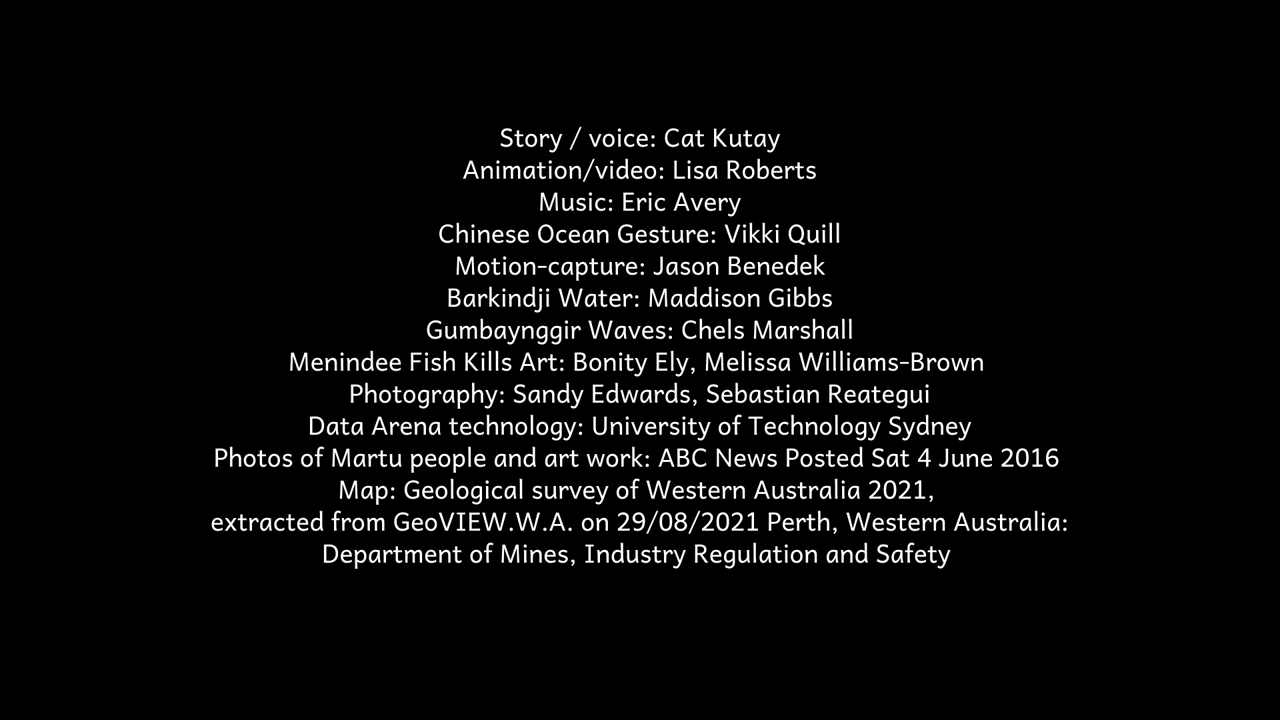 Story / voice: Cat Kutay
Animation/video: Lisa Roberts
Music: Eric Avery
Chinese Ocean Gesture: Vikki Quill
Motion-capture: Jason Benedek
Barkindji Water: Maddison Gibbs
Gumbaynggir Waves: Chels Marshall
Menindee Fish Kills Art: Bonity Ely, Melissa Williams-Brown
Photography: Sandy Edwards, Sebastian Reategui
Data Arena technology: University of Technology Sydney
Photos of Martu people and art work: ABC News Posted Sat 4 June 2016
Map: Geological survey of Western Australia 2021,
extracted from GeoVIEW.W.A. on 29/08/2021 Perth, Western Australia:
Department of Mines, Industry Regulation and Safety